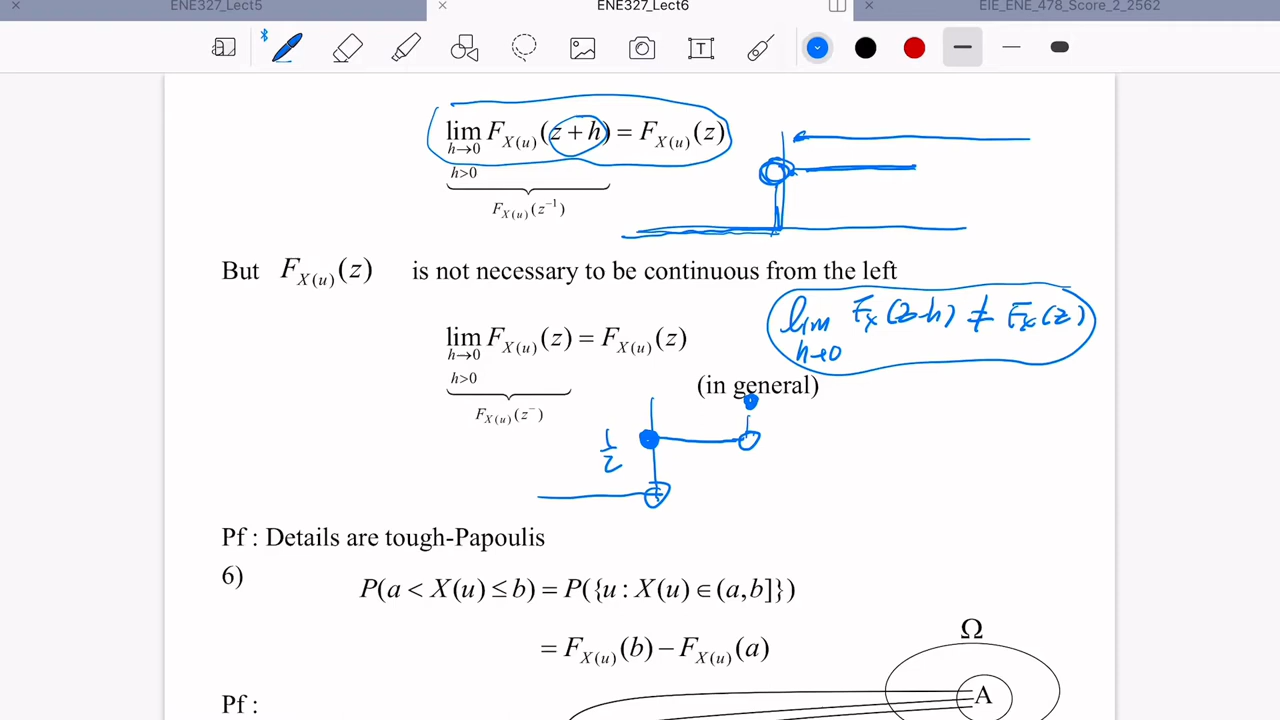 ENE327_Lect5 ENE327_Lect6 EIE_ENE_478_Score_2_2562
T
lim F_{X(u)}(z + h) = F_{X(u)}(z)
h→0
h>0
F_{X(u)}(z^{-1})
But F_{X(u)}(z) is not necessary to be continuous from the left
lim F_x(z-h) ≠ F_x(z)
h→0
lim F_{X(u)}(z) = F_{X(u)}(z)
h→0
h>0
(in general)
F_{X(u)}(z^-)
1/2
Pf : Details are tough-Papoulis
6) P(a < X(u) ≤ b) = P({u : X(u) ∈ (a,b]})
= F_{X(u)}(b) − F_{X(u)}(a)
Ω
A
Pf :